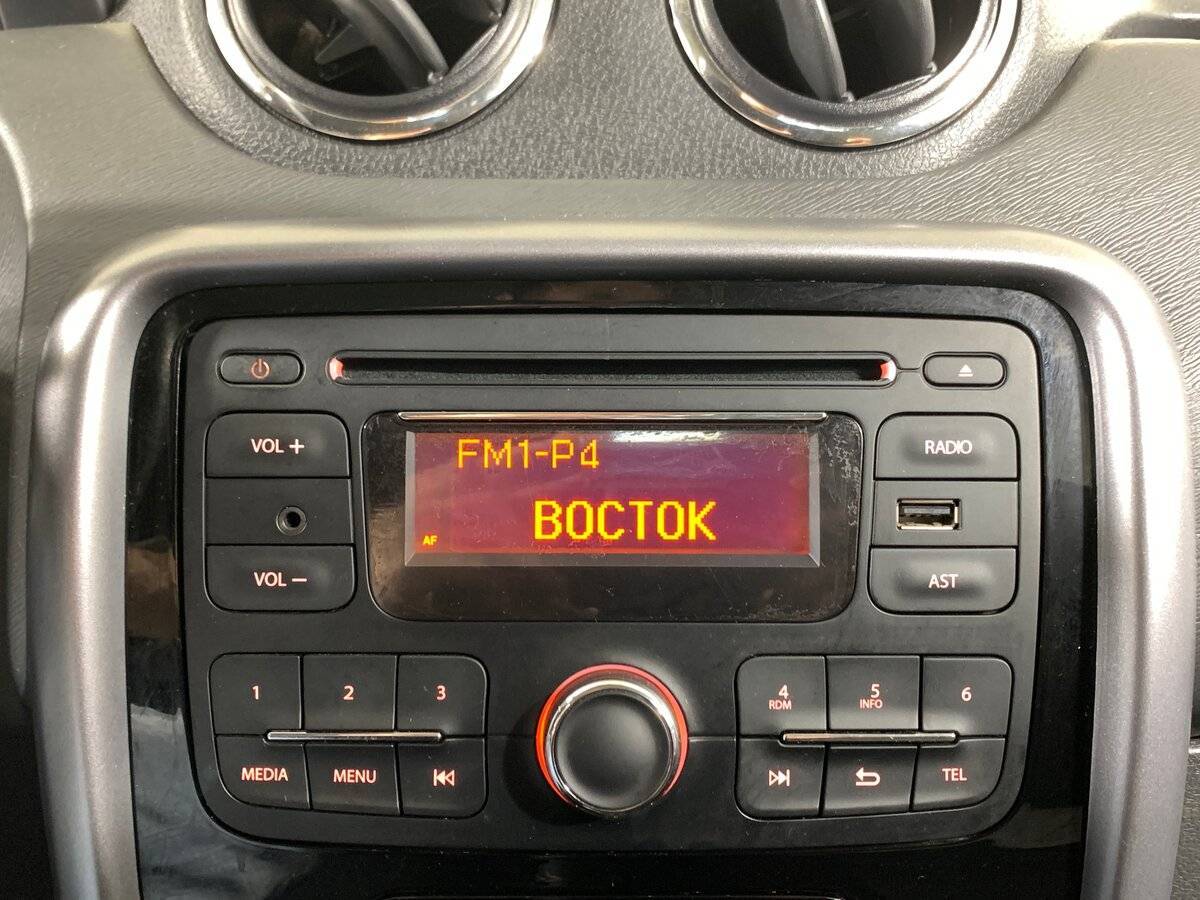 VOL +
RADIO
FM1-P4
ВОСТОК
AF
VOL −
AST
1
2
3
4
RDM
5
INFO
6
MEDIA
MENU
TEL